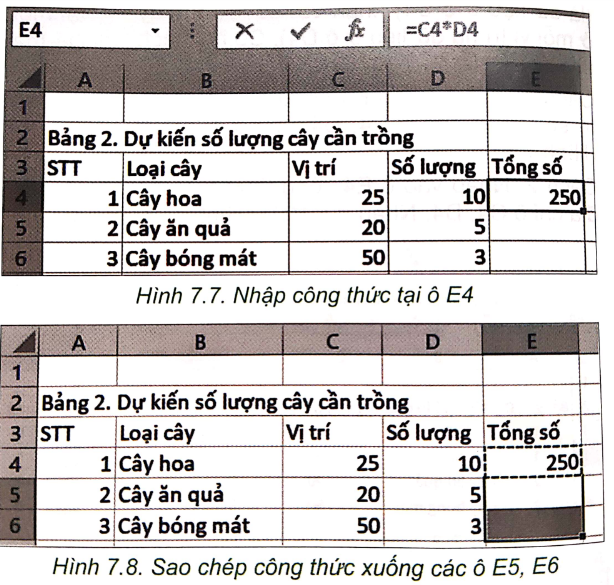 E4 fx =C4*D4
A B C D E
1
2 Bảng 2. Dự kiến số lượng cây cần trồng
3 STT Loại cây Vị trí Số lượng Tổng số
4 1 Cây hoa 25 10 250
5 2 Cây ăn quả 20 5
6 3 Cây bóng mát 50 3
Hình 7.7. Nhập công thức tại ô E4
A B C D E
1
2 Bảng 2. Dự kiến số lượng cây cần trồng
3 STT Loại cây Vị trí Số lượng Tổng số
4 1 Cây hoa 25 10 250
5 2 Cây ăn quả 20 5
6 3 Cây bóng mát 50 3
Hình 7.8. Sao chép công thức xuống các ô E5, E6